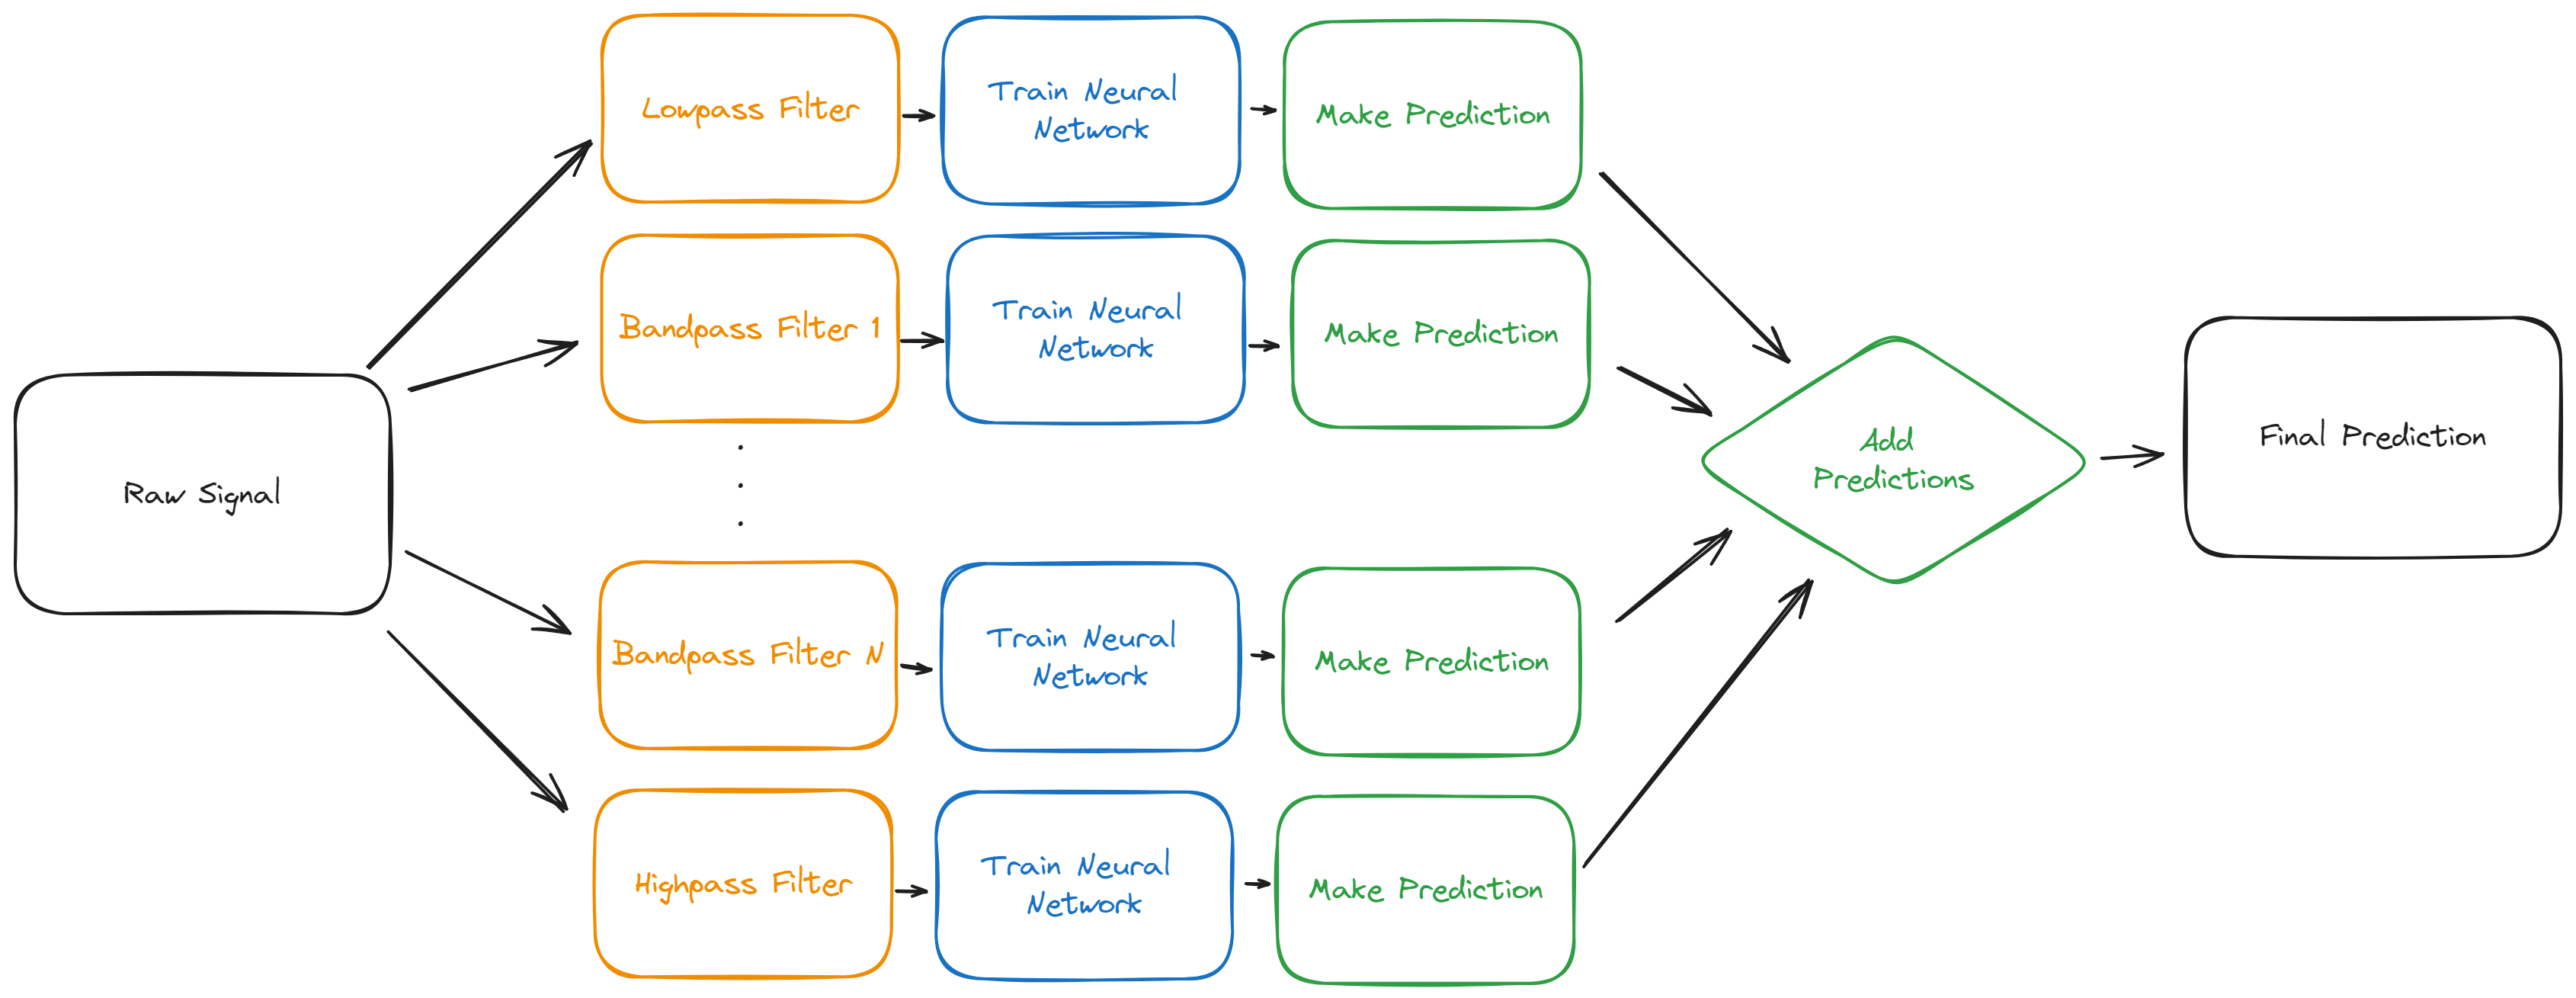 Raw Signal
Lowpass Filter
Train Neural
Network
Make Prediction
Bandpass Filter 1
Train Neural
Network
Make Prediction
.
.
.
Bandpass Filter N
Train Neural
Network
Make Prediction
Highpass Filter
Train Neural
Network
Make Prediction
Add
Predictions
Final Prediction